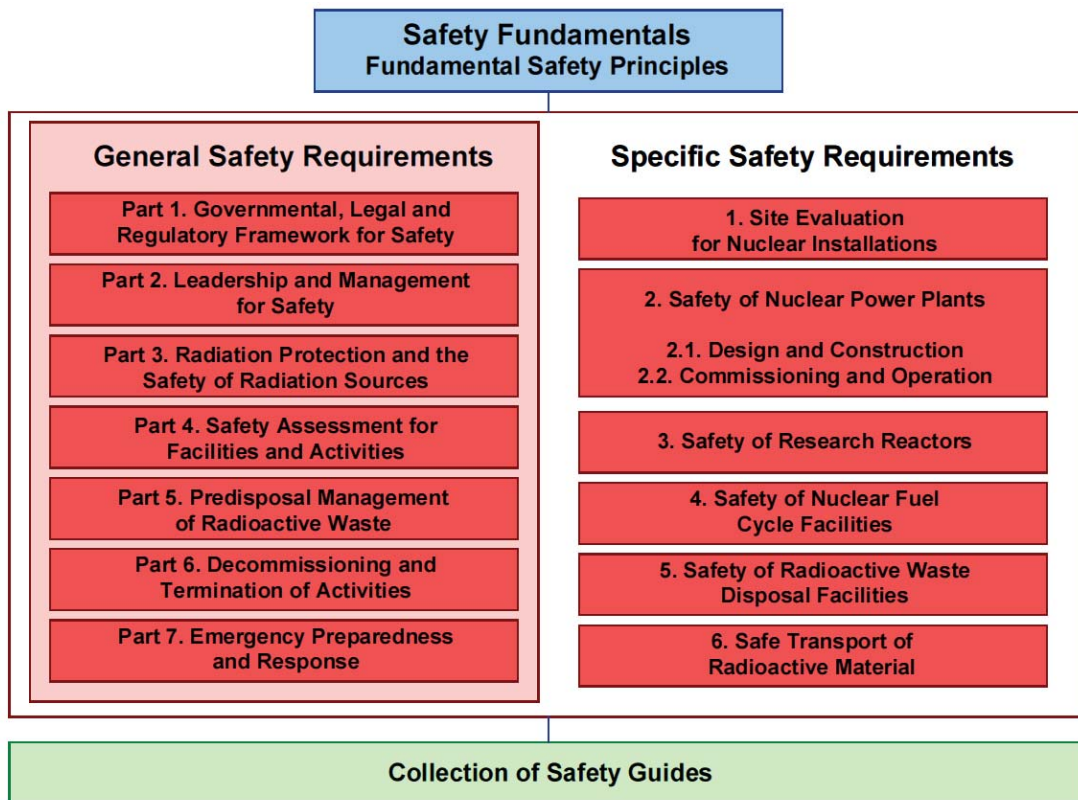 Safety Fundamentals
Fundamental Safety Principles
General Safety Requirements
Part 1. Governmental, Legal and
Regulatory Framework for Safety
Part 2. Leadership and Management
for Safety
Part 3. Radiation Protection and the
Safety of Radiation Sources
Part 4. Safety Assessment for
Facilities and Activities
Part 5. Predisposal Management
of Radioactive Waste
Part 6. Decommissioning and
Termination of Activities
Part 7. Emergency Preparedness
and Response
Specific Safety Requirements
1. Site Evaluation
for Nuclear Installations
2. Safety of Nuclear Power Plants
2.1. Design and Construction
2.2. Commissioning and Operation
3. Safety of Research Reactors
4. Safety of Nuclear Fuel
Cycle Facilities
5. Safety of Radioactive Waste
Disposal Facilities
6. Safe Transport of
Radioactive Material
Collection of Safety Guides